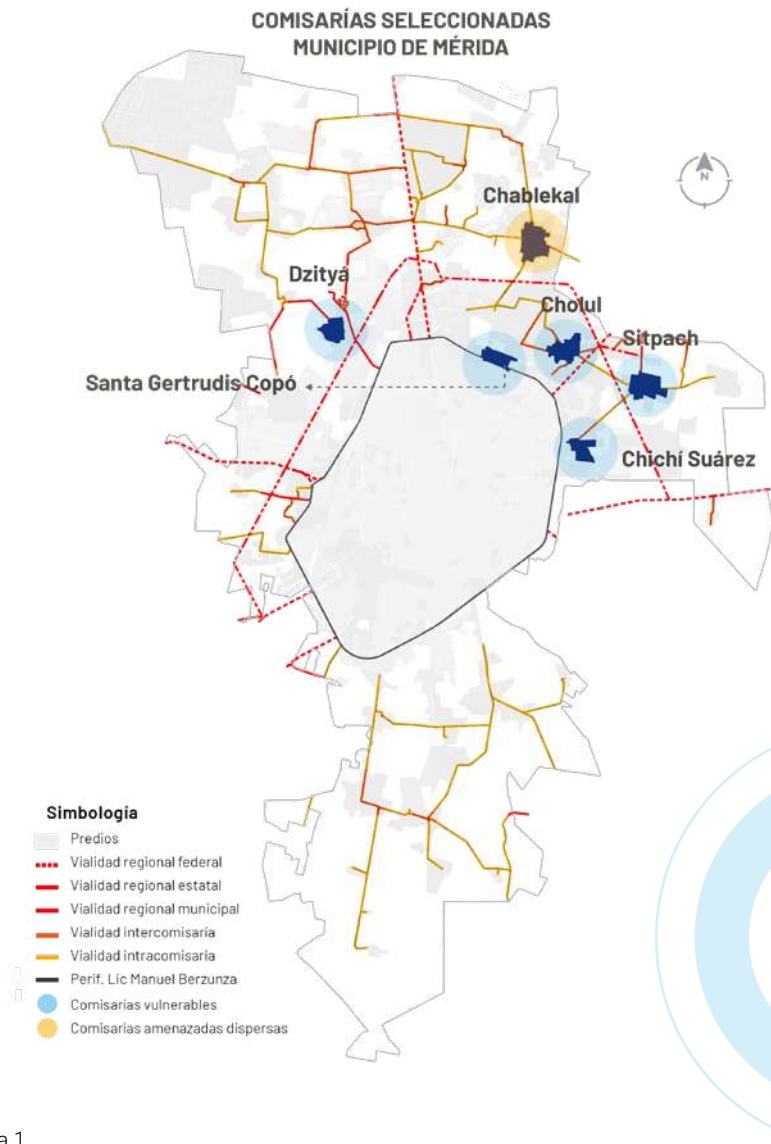 COMISARÍAS SELECCIONADAS
MUNICIPIO DE MÉRIDA
N
Chablekal
Dzityá
Cholul
Sitpach
Santa Gertrudis Copó
Chichí Suárez
Simbología
Predios
Vialidad regional federal
Vialidad regional estatal
Vialidad regional municipal
Vialidad intercomisaría
Vialidad intracomisaría
Perif. Lic Manuel Berzunza
Comisarías vulnerables
Comisarías amenazadas dispersas
a 1